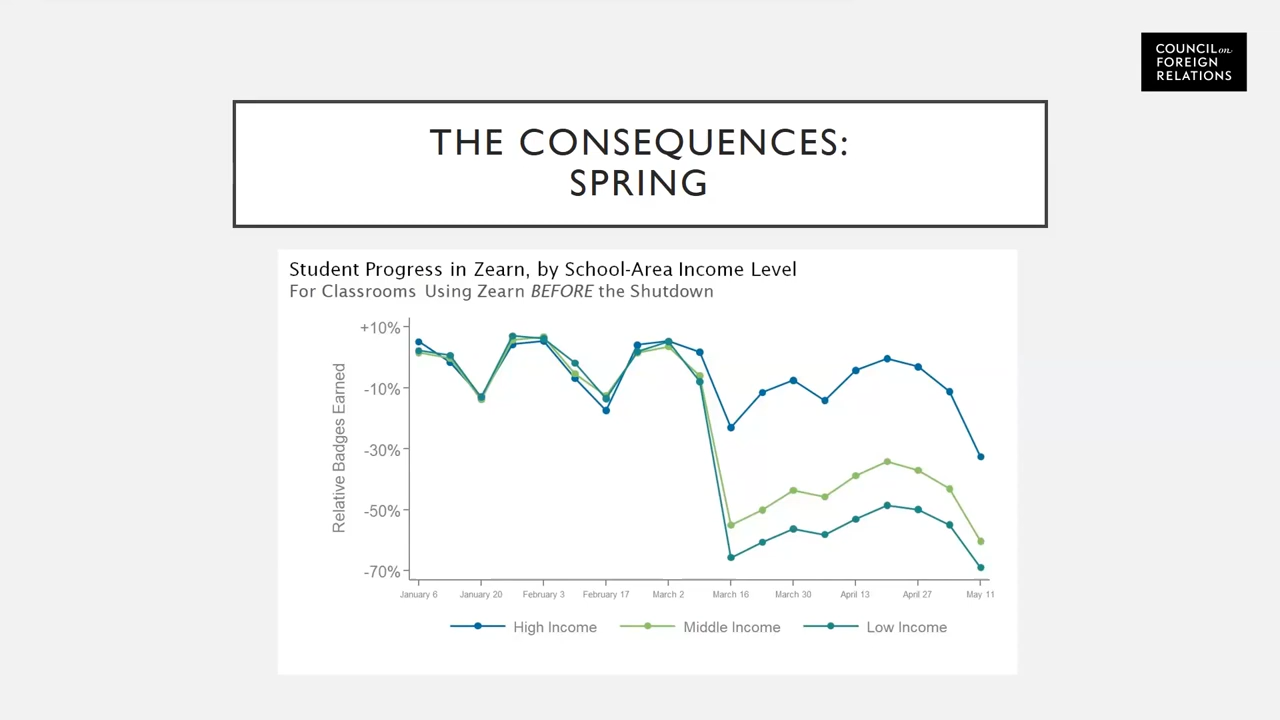 COUNCIL on
FOREIGN
RELATIONS
THE CONSEQUENCES:
SPRING
Student Progress in Zearn, by School-Area Income Level
For Classrooms Using Zearn BEFORE the Shutdown
Relative Badges Earned
+10%
-10%
-30%
-50%
-70%
January 6 January 20 February 3 February 17 March 2 March 16 March 30 April 13 April 27 May 11
High Income Middle Income Low Income